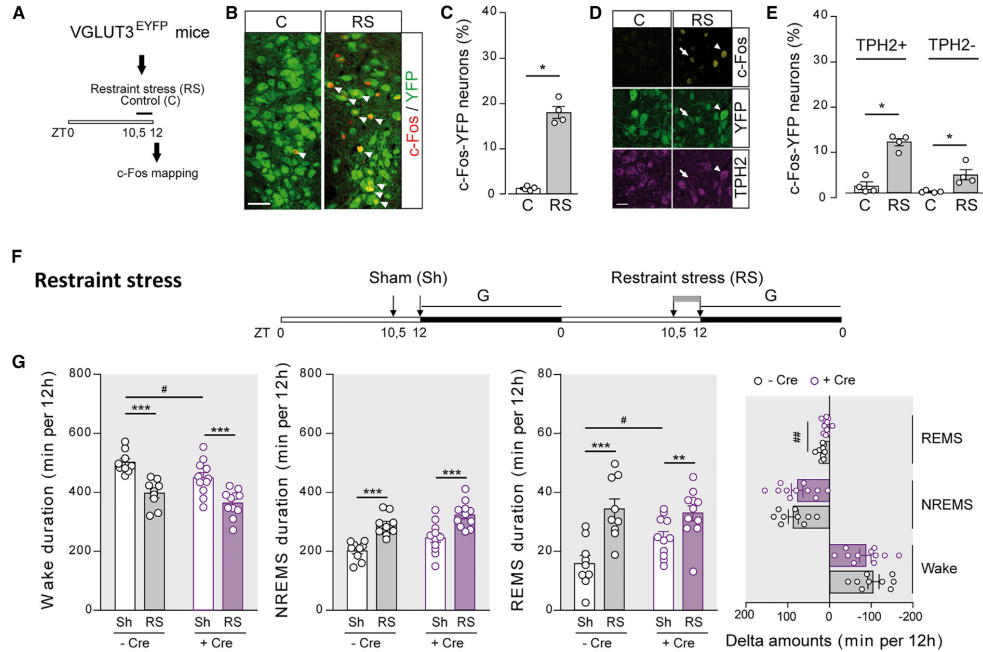 A
VGLUT3EYFP mice
Restraint stress (RS)
Control (C)
ZT0 10,5 12
c-Fos mapping
B
C RS
c-Fos / YFP
C
c-Fos-YFP neurons (%)
40
30
20
10
0
*
C RS
D
C RS
c-Fos
YFP
TPH2
E
c-Fos-YFP neurons (%)
40
30
20
10
0
TPH2+ TPH2-
* *
C RS C RS
F
Restraint stress
Sham (Sh) Restraint stress (RS)
G G
ZT 0 10,5 12 0 10,5 12 0
G
Wake duration (min per 12h)
800
600
400
200
0
#
*** ***
Sh RS Sh RS
- Cre + Cre
NREMS duration (min per 12h)
800
600
400
200
0
*** ***
Sh RS Sh RS
- Cre + Cre
REMS duration (min per 12h)
80
60
40
20
0
#
*** **
Sh RS Sh RS
- Cre + Cre
- Cre + Cre
##
REMS
NREMS
Wake
200 100 0 -100 -200
Delta amounts (min per 12h)